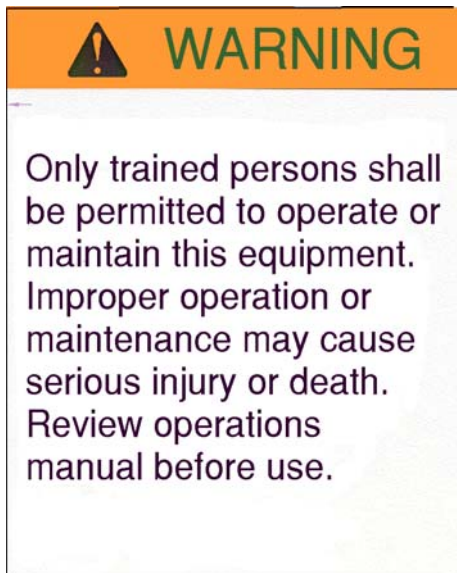 WARNING
Only trained persons shall
be permitted to operate or
maintain this equipment.
Improper operation or
maintenance may cause
serious injury or death.
Review operations
manual before use.